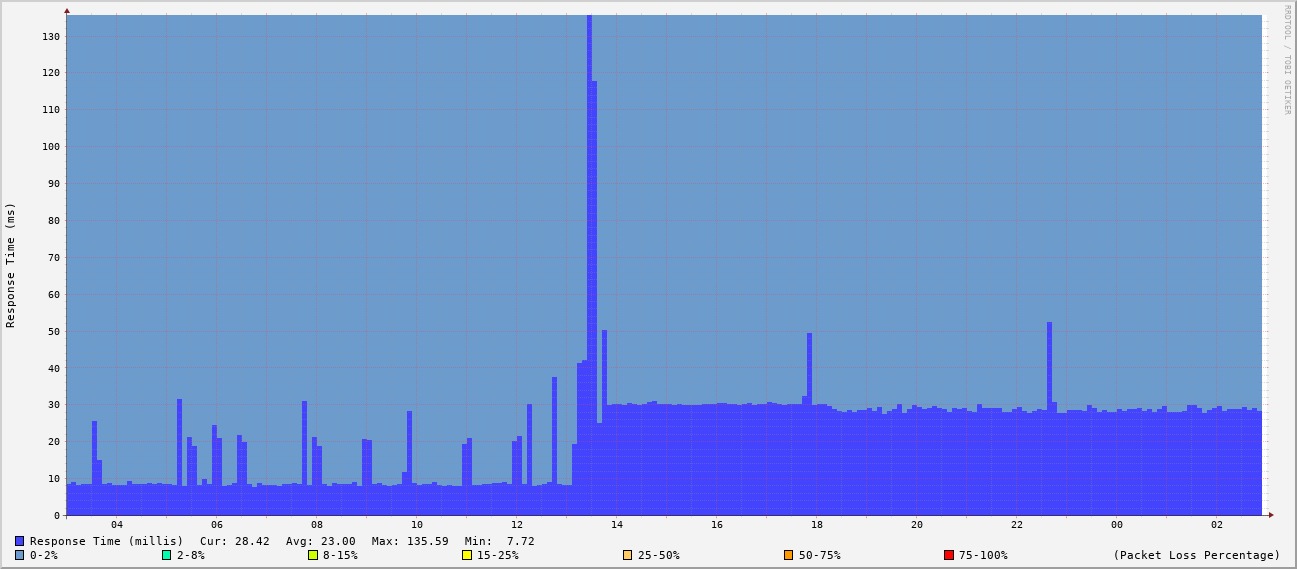 RRDTOOL / TOBI OETIKER
Response Time (ms)
130
120
110
100
90
80
70
60
50
40
30
20
10
0
04 06 08 10 12 14 16 18 20 22 00 02
Response Time (millis) Cur: 28.42 Avg: 23.00 Max: 135.59 Min: 7.72
0-2% 2-8% 8-15% 15-25% 25-50% 50-75% 75-100% (Packet Loss Percentage)